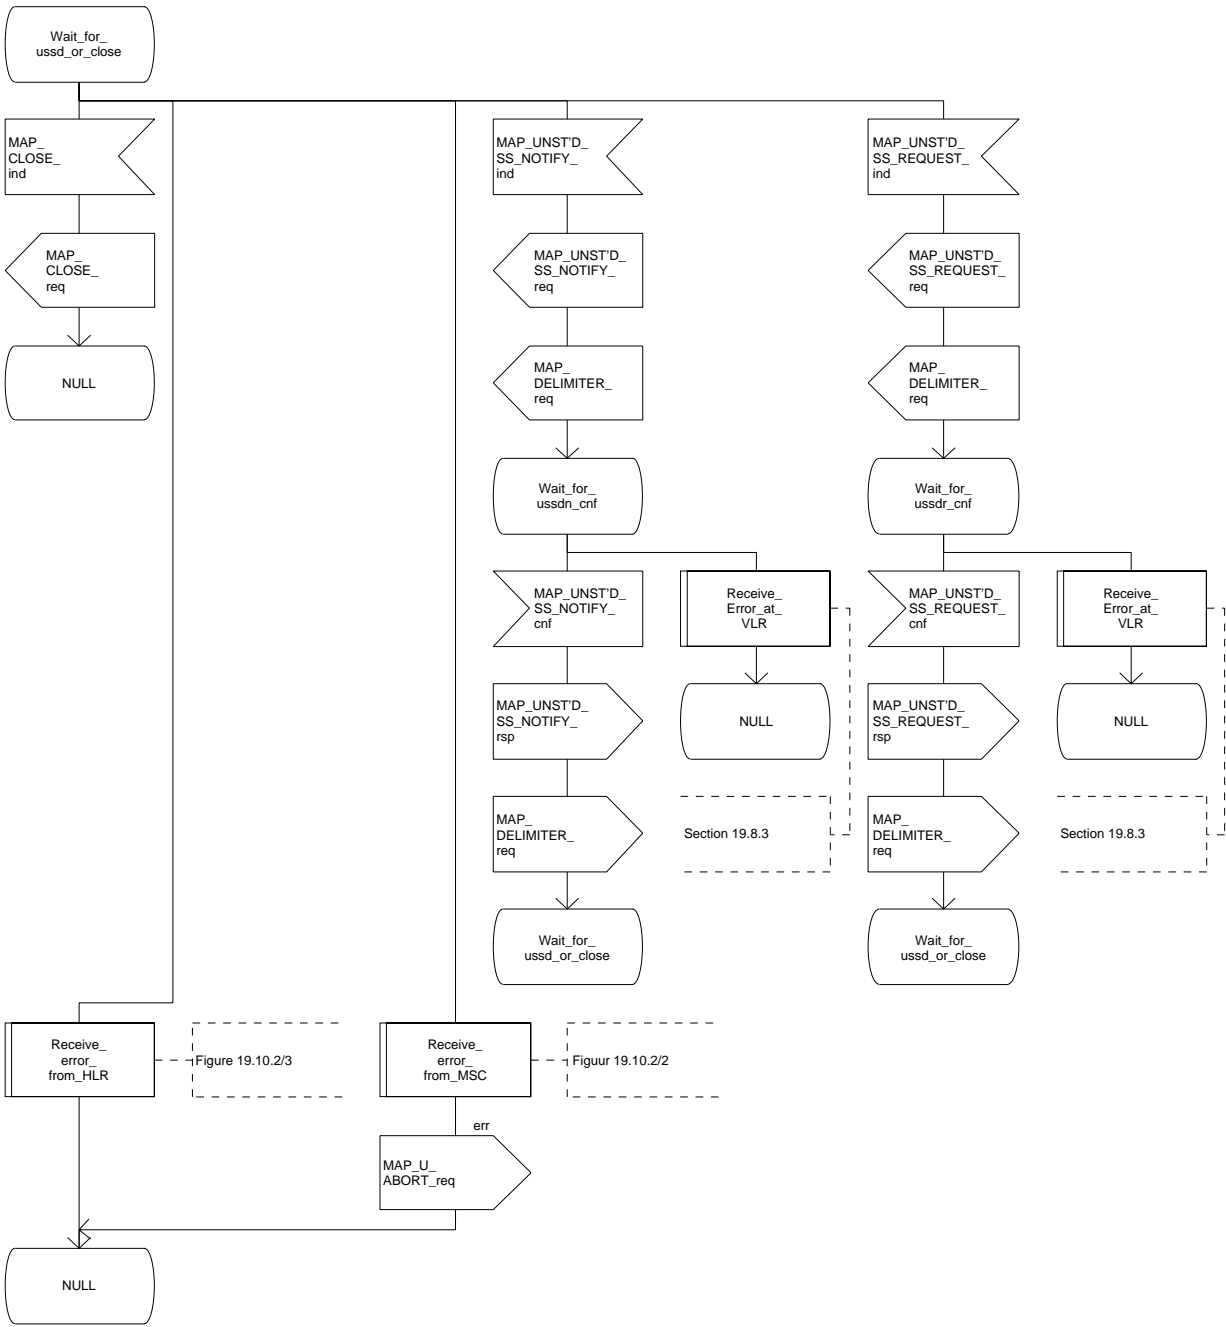 Wait_for_
ussd_or_close
MAP_
CLOSE_
ind
MAP_UNST'D_
SS_NOTIFY_
ind
MAP_UNST'D_
SS_REQUEST_
ind
MAP_
CLOSE_
req
MAP_UNST'D_
SS_NOTIFY_
req
MAP_UNST'D_
SS_REQUEST_
req
NULL
MAP_
DELIMITER_
req
MAP_
DELIMITER_
req
Wait_for_
ussdn_cnf
Wait_for_
ussdr_cnf
MAP_UNST'D_
SS_NOTIFY_
cnf
Receive_
Error_at_
VLR
MAP_UNST'D_
SS_REQUEST_
cnf
Receive_
Error_at_
VLR
MAP_UNST'D_
SS_NOTIFY_
rsp
NULL
MAP_UNST'D_
SS_REQUEST_
rsp
NULL
MAP_
DELIMITER_
req
Section 19.8.3
MAP_
DELIMITER_
req
Section 19.8.3
Wait_for_
ussd_or_close
Wait_for_
ussd_or_close
Receive_
error_
from_HLR
Figure 19.10.2/3
Receive_
error_
from_MSC
Figuur 19.10.2/2
err
MAP_U_
ABORT_req
NULL